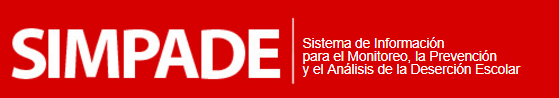 SIMPADE
Sistema de Información
para el Monitoreo, la Prevención
y el Análisis de la Deserción Escolar